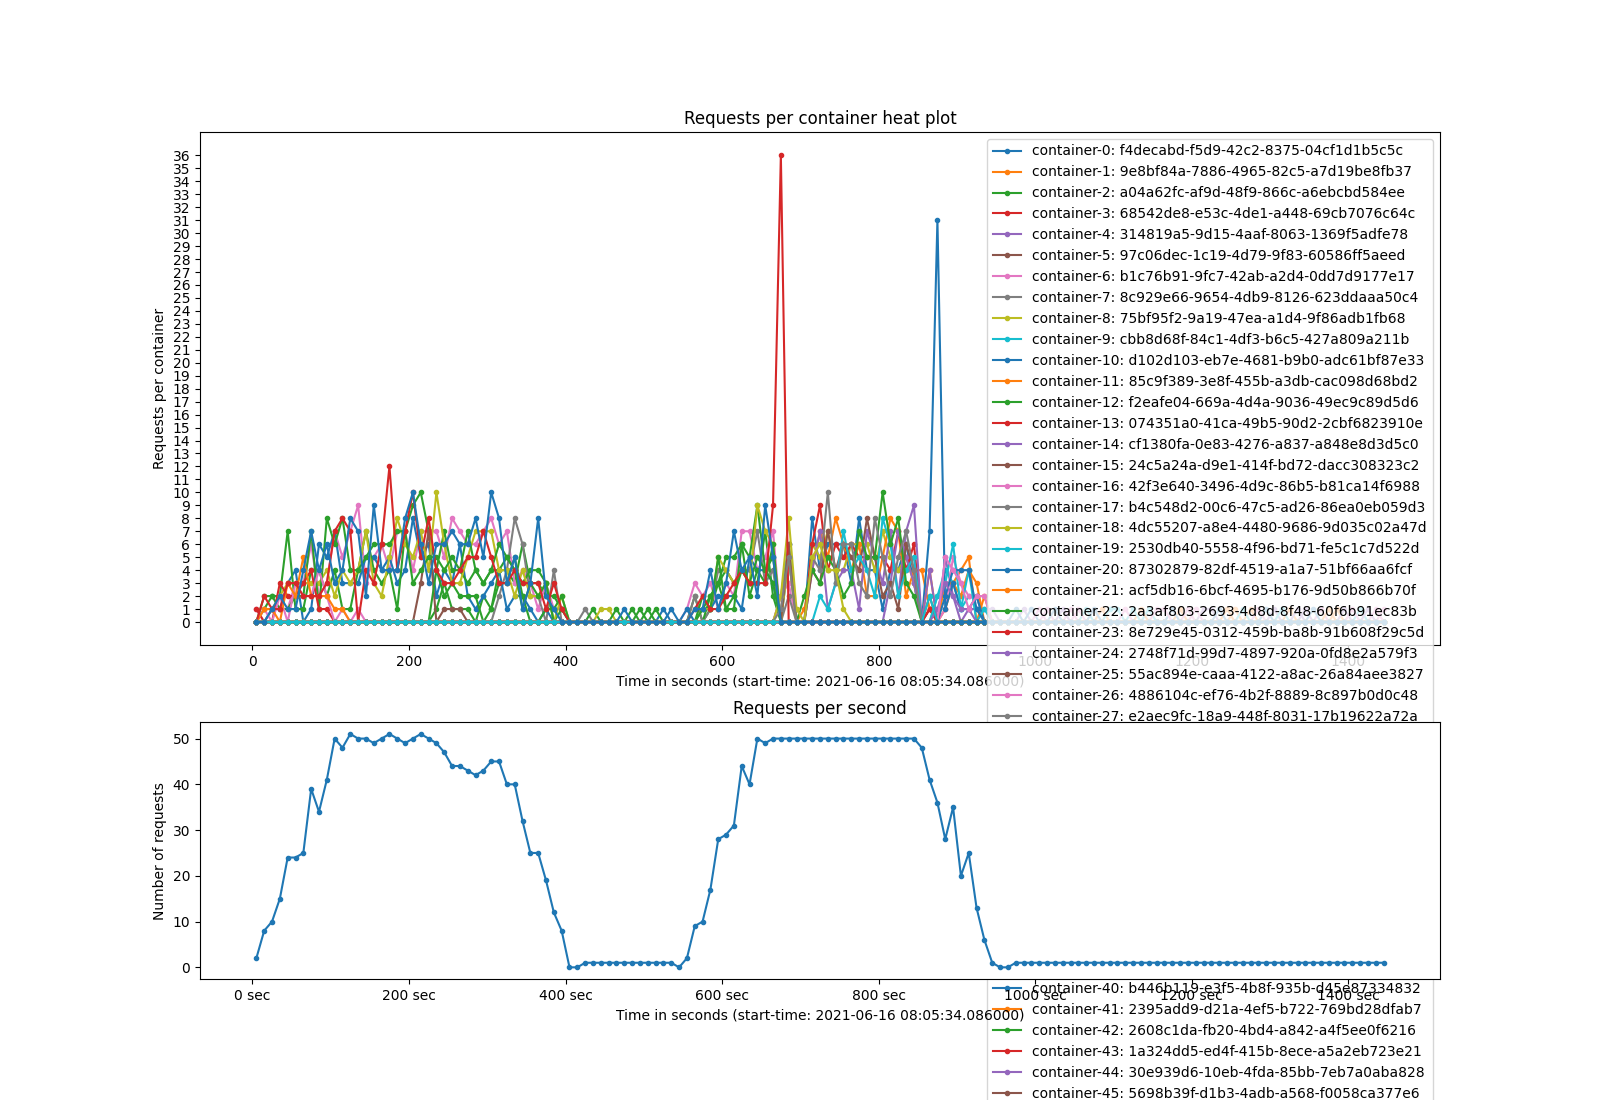 Requests per container heat plot
Requests per container
36
35
34
33
32
31
30
29
28
27
26
25
24
23
22
21
20
19
18
17
16
15
14
13
12
11
10
9
8
7
6
5
4
3
2
1
0
container-0: f4decabd-f5d9-42c2-8375-04cf1d1b5c5c
container-1: 9e8bf84a-7886-4965-82c5-a7d19be8fb37
container-2: a04a62fc-af9d-48f9-866c-a6ebcbd584ee
container-3: 68542de8-e53c-4de1-a448-69cb7076c64c
container-4: 314819a5-9d15-4aaf-8063-1369f5adfe78
container-5: 97c06dec-1c19-4d79-9f83-60586ff5aeed
container-6: b1c76b91-9fc7-42ab-a2d4-0dd7d9177e17
container-7: 8c929e66-9654-4db9-8126-623ddaaa50c4
container-8: 75bf95f2-9a19-47ea-a1d4-9f86adb1fb68
container-9: cbb8d68f-84c1-4df3-b6c5-427a809a211b
container-10: d102d103-eb7e-4681-b9b0-adc61bf87e33
container-11: 85c9f389-3e8f-455b-a3db-cac098d68bd2
container-12: f2eafe04-669a-4d4a-9036-49ec9c89d5d6
container-13: 074351a0-41ca-49b5-90d2-2cbf6823910e
container-14: cf1380fa-0e83-4276-a837-a848e8d3d5c0
container-15: 24c5a24a-d9e1-414f-bd72-dacc308323c2
container-16: 42f3e640-3496-4d9c-86b5-b81ca14f6988
container-17: b4c548d2-00c6-47c5-ad26-86ea0eb059d3
container-18: 4dc55207-a8e4-4480-9686-9d035c02a47d
container-19: 2530db40-5558-4f96-bd71-fe5c1c7d522d
container-20: 87302879-82df-4519-a1a7-51bf66aa6fcf
container-21: acf5db16-6bcf-4695-b176-9d50b866b70f
container-22: 2a3af803-2693-4d8d-8f48-60f6b91ec83b
container-23: 8e729e45-0312-459b-ba8b-91b608f29c5d
container-24: 2748f71d-99d7-4897-920a-0fd8e2a579f3
container-25: 55ac894e-caaa-4122-a8ac-26a84aee3827
container-26: 4886104c-ef76-4b2f-8889-8c897b0d0c48
container-27: e2aec9fc-18a9-448f-8031-17b19622a72a
0 200 400 600 800 1000 1200 1400
Time in seconds (start-time: 2021-06-16 08:05:34.086000)
Requests per second
Number of requests
50
40
30
20
10
0
0 sec 200 sec 400 sec 600 sec 800 sec 1000 sec 1200 sec 1400 sec
Time in seconds (start-time: 2021-06-16 08:05:34.086000)
container-40: b446b119-e3f5-4b8f-935b-d45e87334832
container-41: 2395add9-d21a-4ef5-b722-769bd28dfab7
container-42: 2608c1da-fb20-4bd4-a842-a4f5ee0f6216
container-43: 1a324dd5-ed4f-415b-8ece-a5a2eb723e21
container-44: 30e939d6-10eb-4fda-85bb-7eb7a0aba828
container-45: 5698b39f-d1b3-4adb-a568-f0058ca377e6